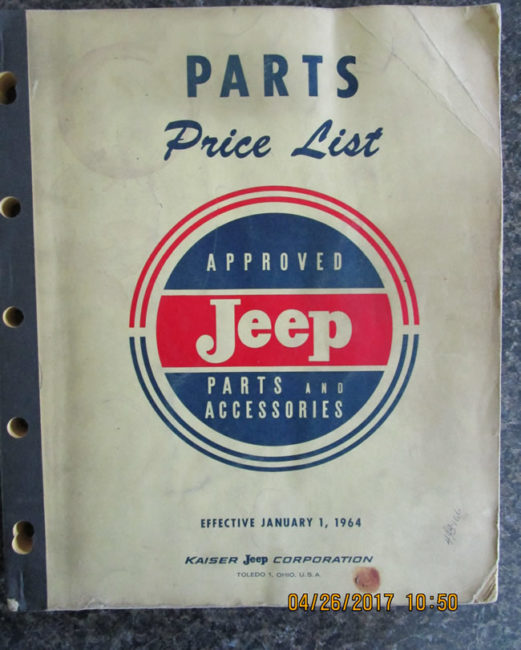 PARTS
Price List
APPROVED
Jeep
PARTS AND
ACCESSORIES
EFFECTIVE JANUARY 1, 1964
KAISER Jeep CORPORATION
TOLEDO 1, OHIO, U.S.A.
04/26/2017 10:50